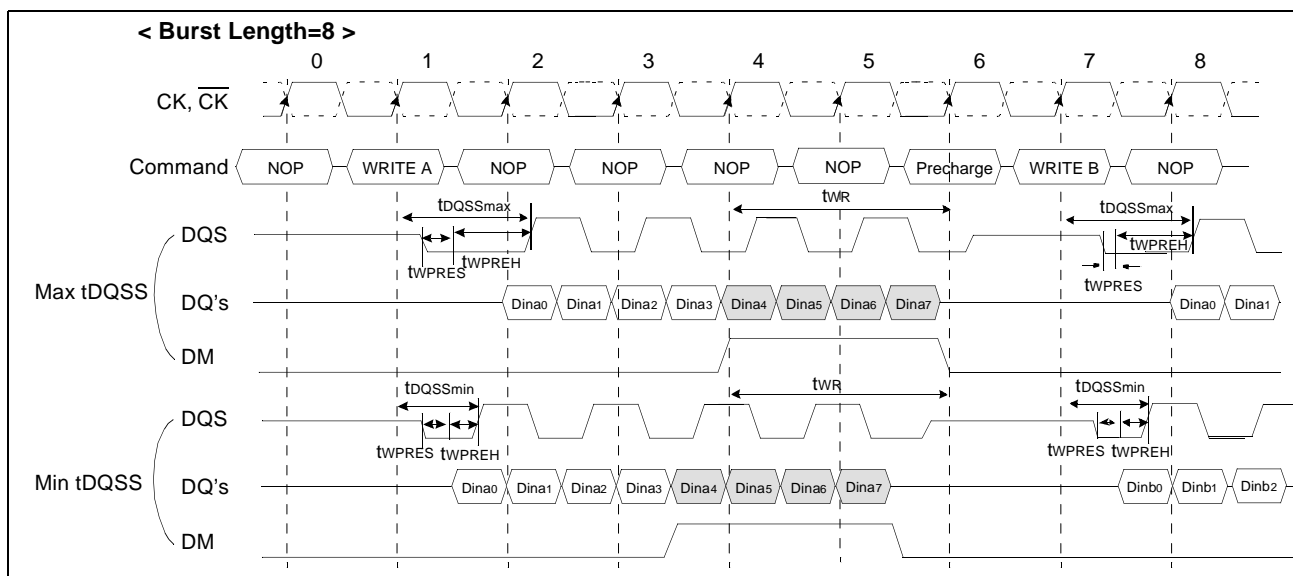 < Burst Length=8 >
0 1 2 3 4 5 6 7 8
CK, CK
Command NOP WRITE A NOP NOP NOP NOP Precharge WRITE B NOP
tDQSSmax tWR tDQSSmax
DQS
tWPRES tWPREH tWPREH
tWPRES
Max tDQSS
DQ's Dina0 Dina1 Dina2 Dina3 Dina4 Dina5 Dina6 Dina7 Dina0 Dina1
DM
tDQSSmin tWR tDQSSmin
DQS
tWPRES tWPREH tWPRES tWPREH
Min tDQSS
DQ's Dina0 Dina1 Dina2 Dina3 Dina4 Dina5 Dina6 Dina7 Dinb0 Dinb1 Dinb2
DM